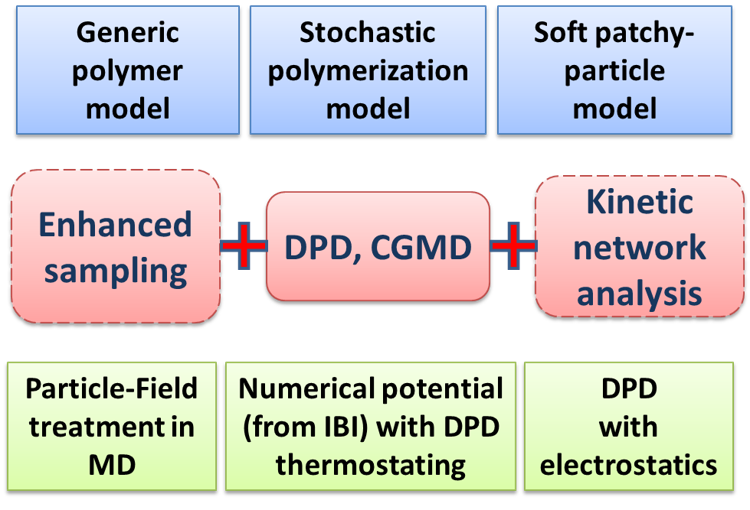 Generic
polymer
model
Stochastic
polymerization
model
Soft patchy-
particle
model
Enhanced
sampling
+
DPD, CGMD
+
Kinetic
network
analysis
Particle-Field
treatment in
MD
Numerical potential
(from IBI) with DPD
thermostating
DPD
with
electrostatics